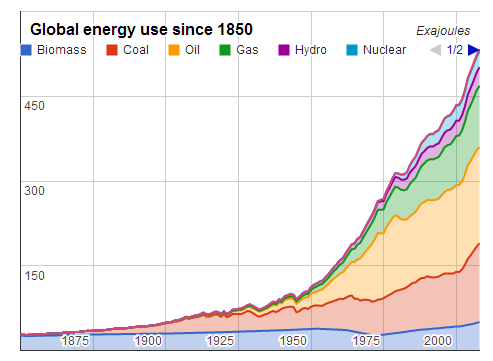 Global energy use since 1850
Exajoules
Biomass Coal Oil Gas Hydro Nuclear 1/2
450
300
150
1875 1900 1925 1950 1975 2000